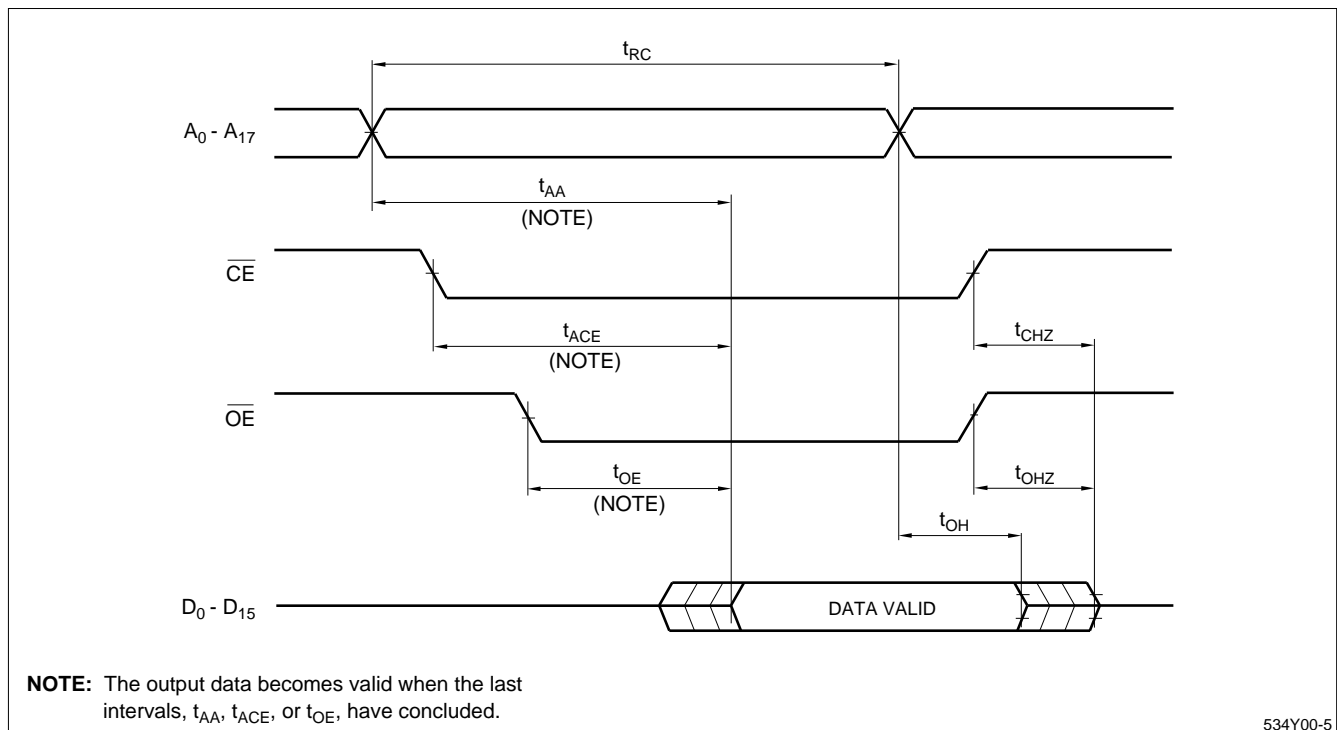 tRC
A0 - A17
tAA
(NOTE)
CE
tACE
(NOTE)
tCHZ
OE
tOE
(NOTE)
tOHZ
tOH
D0 - D15
DATA VALID
NOTE: The output data becomes valid when the last
intervals, tAA, tACE, or tOE, have concluded.
534Y00-5